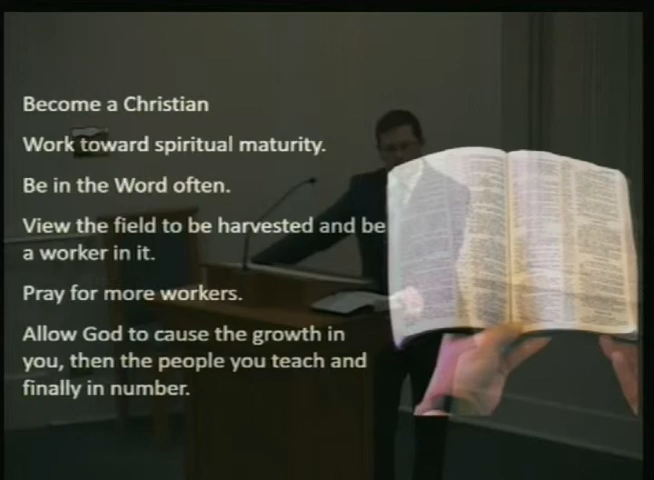 Become a Christian
Work toward spiritual maturity.
Be in the Word often.
View the field to be harvested and be
a worker in it.
Pray for more workers.
Allow God to cause the growth in
you, then the people you teach and
finally in number.